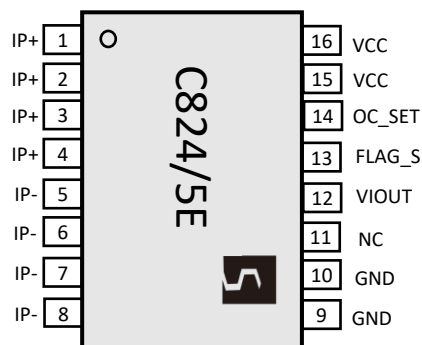 IP+ 1 16 VCC
IP+ 2 15 VCC
IP+ 3 14 OC_SET
IP+ 4 13 FLAG_S
IP- 5 12 VIOUT
IP- 6 11 NC
IP- 7 10 GND
IP- 8 9 GND
C824/5E